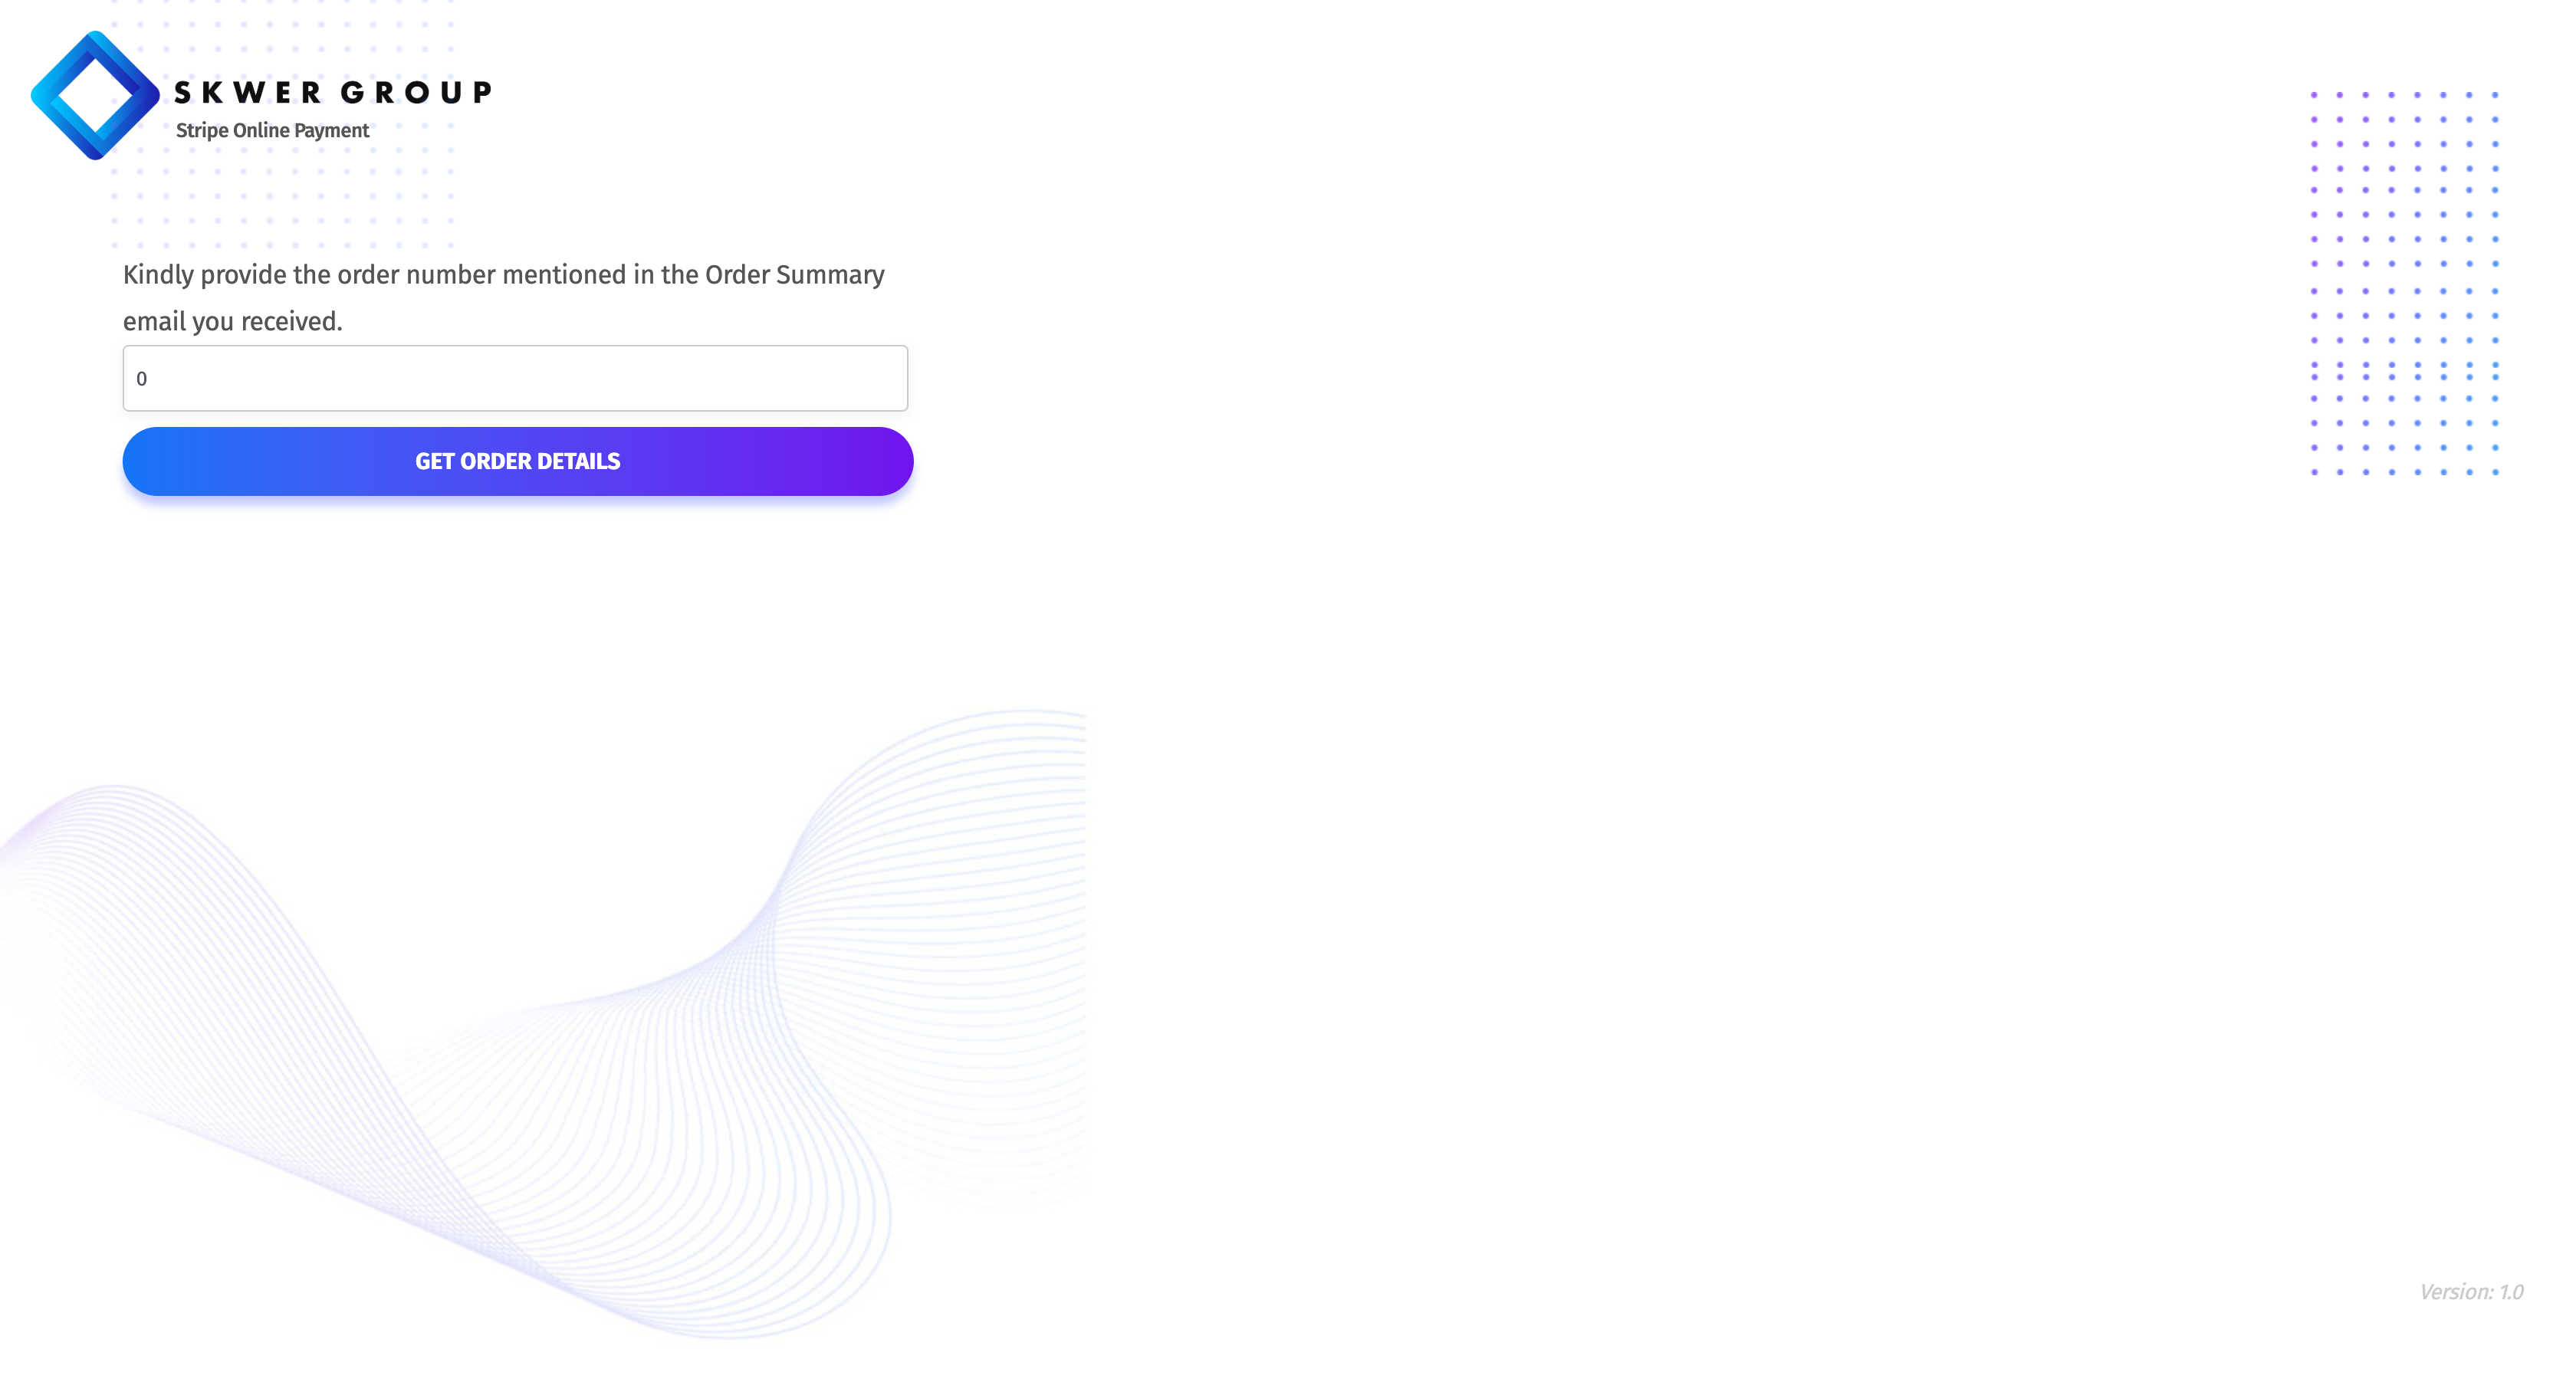 SKWER GROUP
Stripe Online Payment
Kindly provide the order number mentioned in the Order Summary
email you received.
0
GET ORDER DETAILS
Version: 1.0